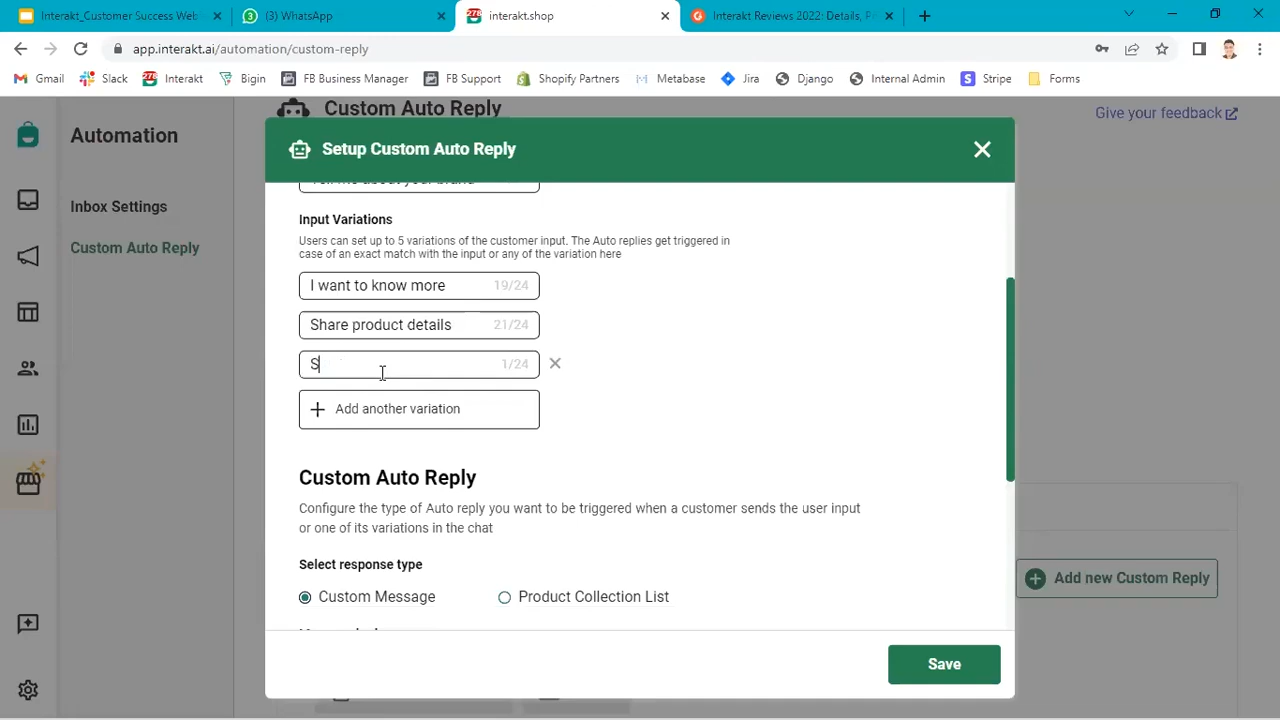 Interakt_Customer Success Web
(3) WhatsApp
interakt.shop
Interakt Reviews 2022: Details, P
app.interakt.ai/automation/custom-reply
Gmail
Slack
Interakt
Bigin
FB Business Manager
FB Support
Shopify Partners
Metabase
Jira
Django
Internal Admin
Stripe
Forms
Automation
Inbox Settings
Custom Auto Reply
Custom Auto Reply
Give your feedback
Setup Custom Auto Reply
Tell me about your brand
Input Variations
Users can set up to 5 variations of the customer input. The Auto replies get triggered in
case of an exact match with the input or any of the variation here
I want to know more 19/24
Share product details 21/24
S 1/24
Add another variation
Custom Auto Reply
Configure the type of Auto reply you want to be triggered when a customer sends the user input
or one of its variations in the chat
Select response type
Custom Message
Product Collection List
Add new Custom Reply
Save